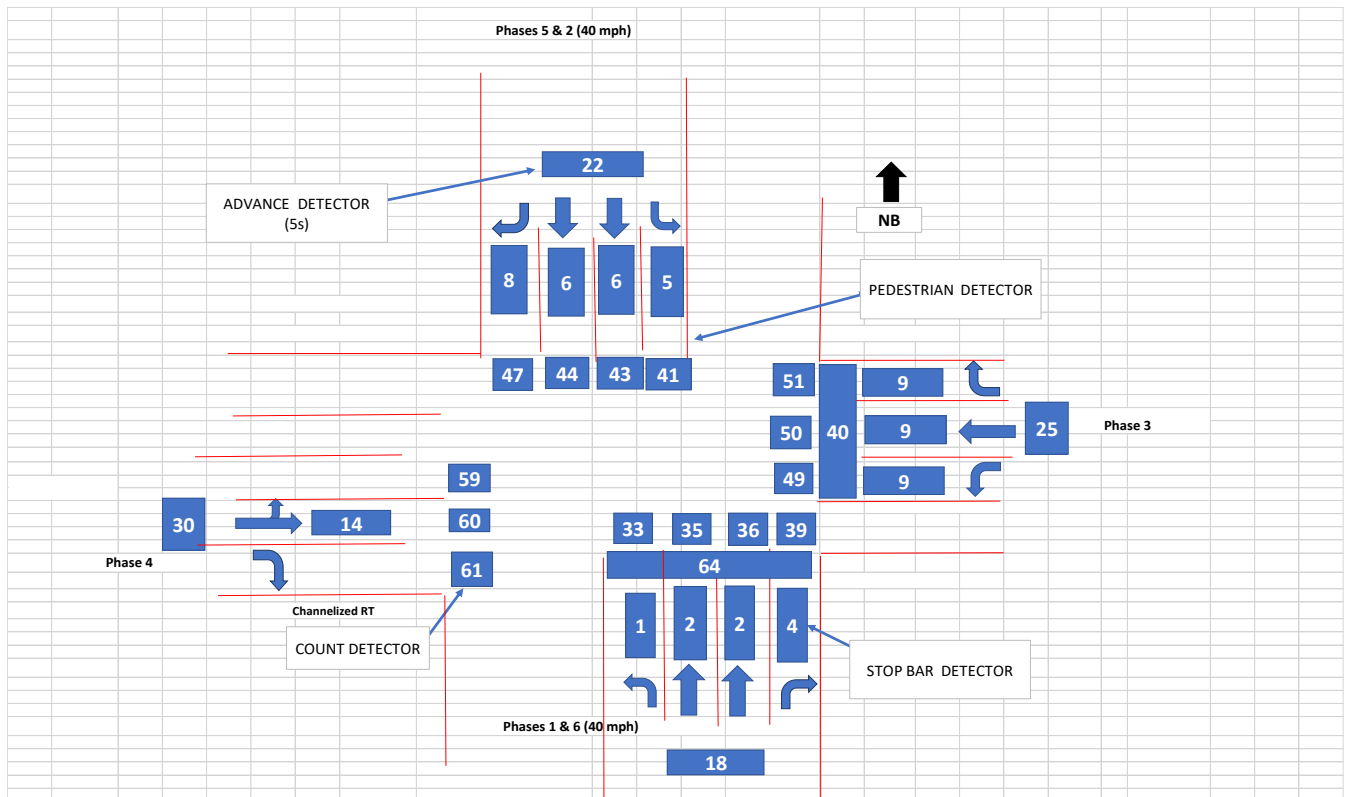 Phases 5 & 2 (40 mph)
22
ADVANCE DETECTOR
(5s)
NB
8
6
6
5
PEDESTRIAN DETECTOR
47
44
43
41
51
9
50
40
9
25
Phase 3
49
9
59
30
14
60
33
35
36
39
Phase 4
61
64
Channelized RT
1
2
2
4
COUNT DETECTOR
STOP BAR DETECTOR
Phases 1 & 6 (40 mph)
18